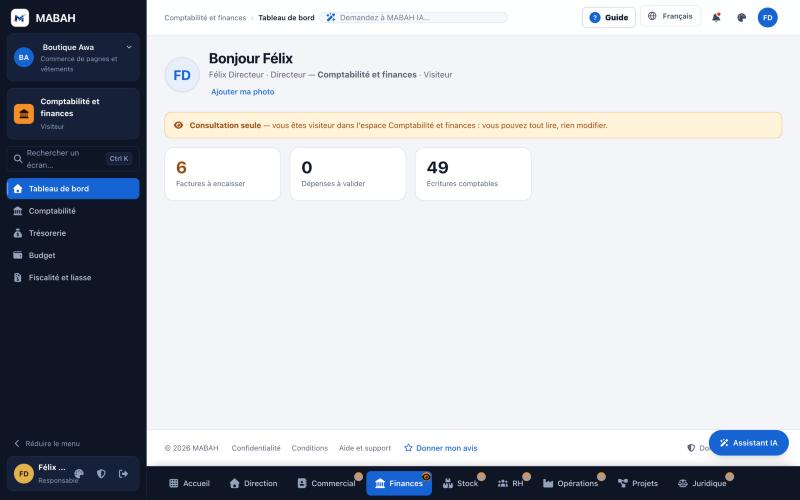 MABAH
BA
Boutique Awa
Commerce de pagnes et
vêtements
Comptabilité et
finances
Visiteur
Rechercher un
écran...
Ctrl K
Tableau de bord
Comptabilité
Trésorerie
Budget
Fiscalité et liasse
Réduire le menu
FD
Félix ...
Responsable
Comptabilité et finances › Tableau de bord
Demandez à MABAH IA...
? Guide
Français
FD
FD
Bonjour Félix
Félix Directeur · Directeur — Comptabilité et finances · Visiteur
Ajouter ma photo
Consultation seule — vous êtes visiteur dans l'espace Comptabilité et finances : vous pouvez tout lire, rien modifier.
6
Factures à encaisser
0
Dépenses à valider
49
Écritures comptables
© 2026 MABAH
Confidentialité
Conditions
Aide et support
Donner mon avis
Assistant IA
Accueil
Direction
Commercial
Finances
Stock
RH
Opérations
Projets
Juridique